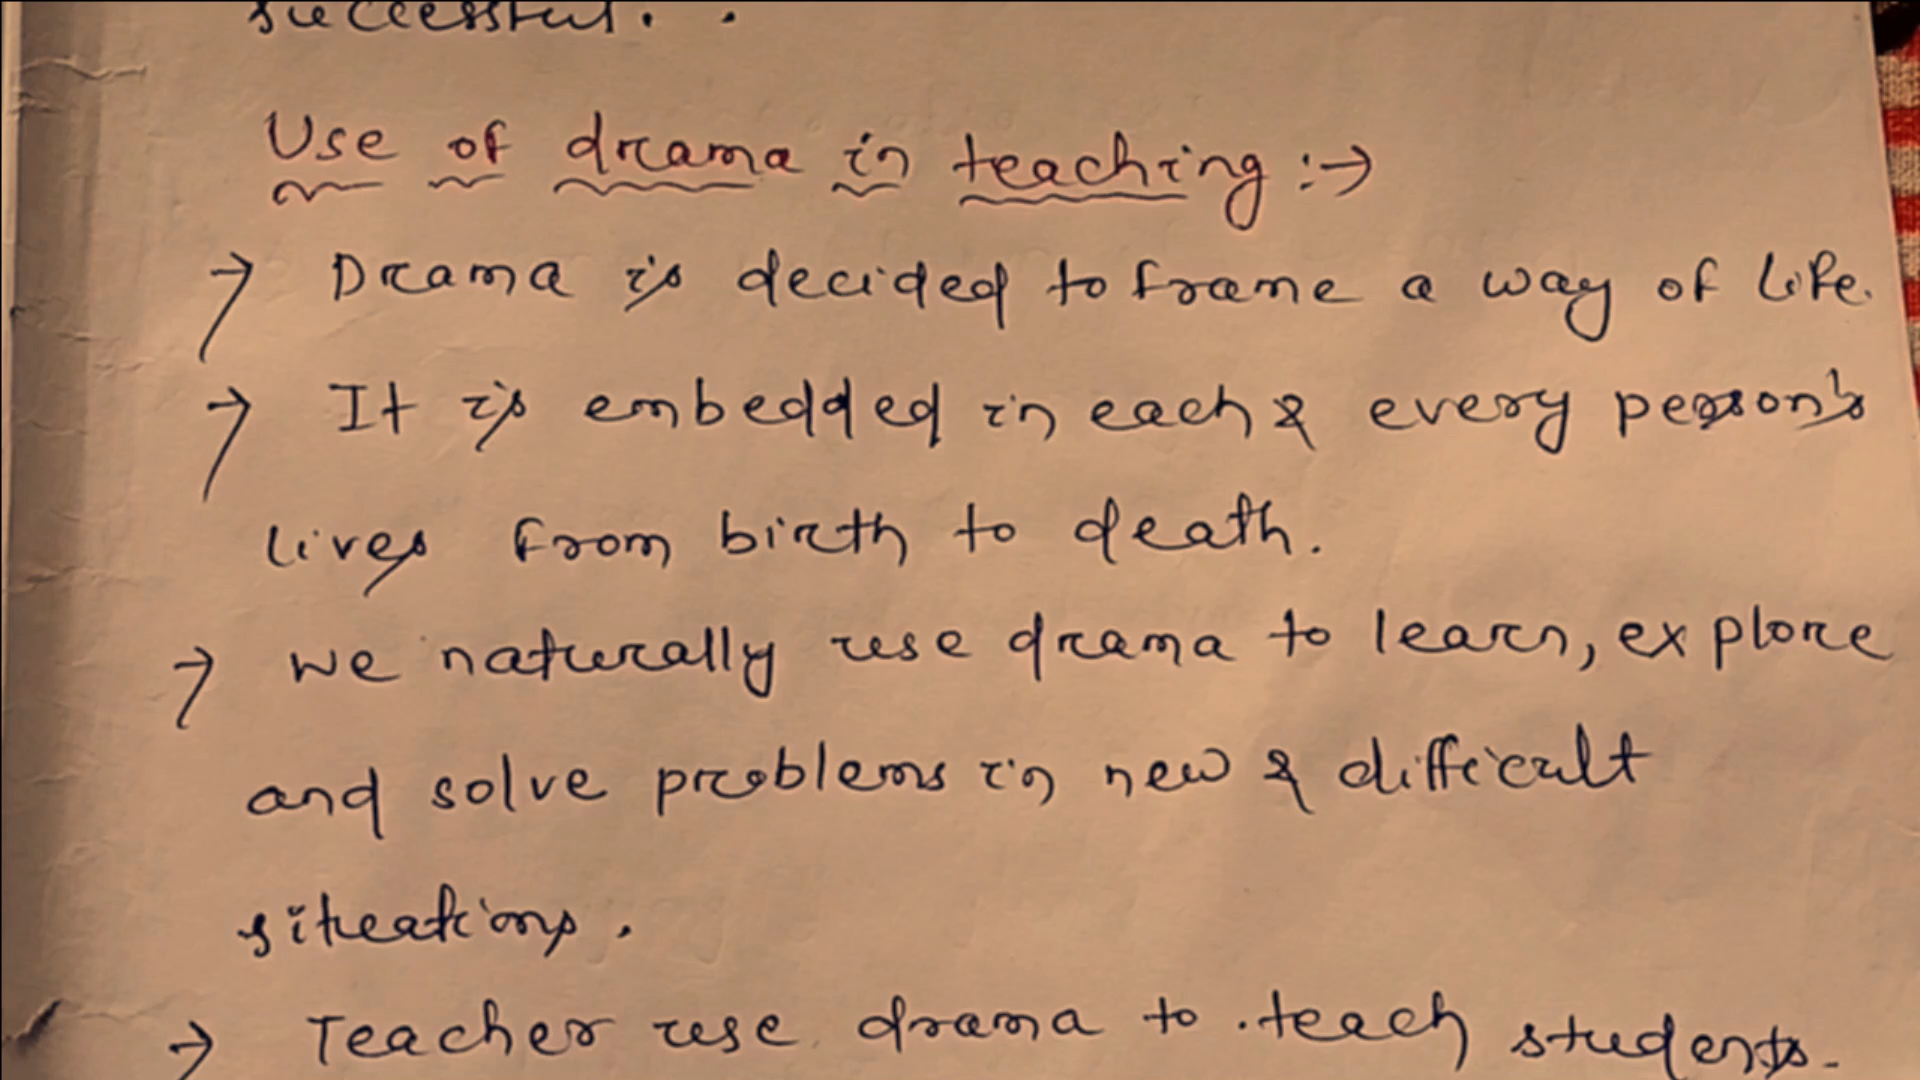 successful.
Use of drama in teaching :→
→ Drama is decided to frame a way of life.
→ It is embedded in each & every person's
lives from birth to death.
→ We naturally use drama to learn, explore
and solve problems in new & difficult
situations.
→ Teacher use drama to teach students.